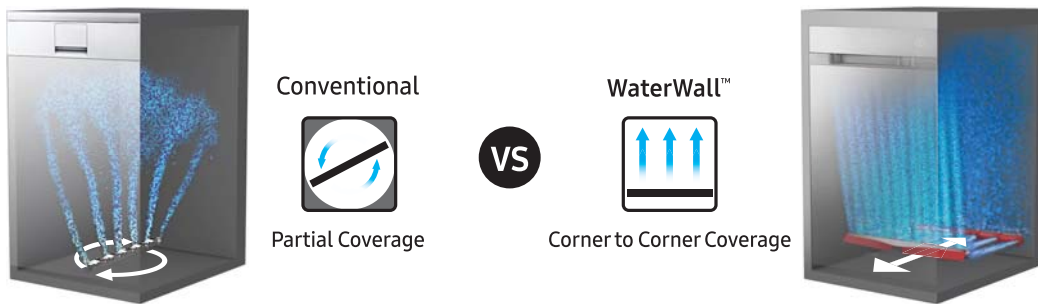 Conventional
Partial Coverage
VS
WaterWall™
Corner to Corner Coverage